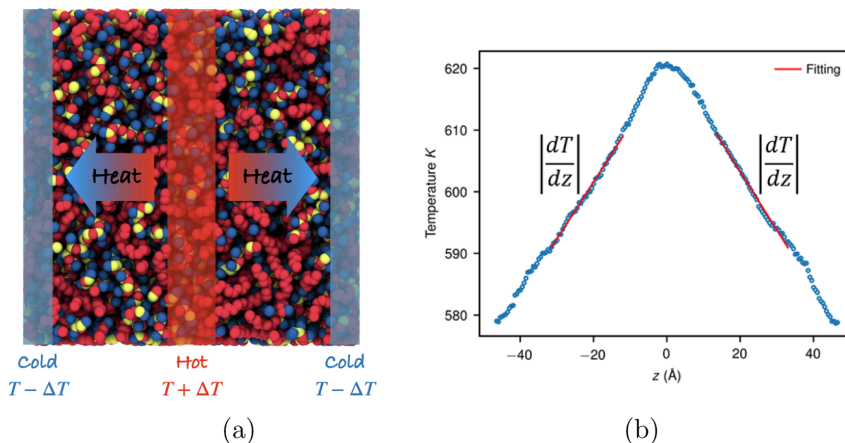 Heat
Heat
Cold
Hot
Cold
T − ΔT
T + ΔT
T − ΔT
(a)
Temperature K
620
610
600
590
580
Fitting
|dT/dz|
|dT/dz|
−40
−20
0
20
40
z (Å)
(b)